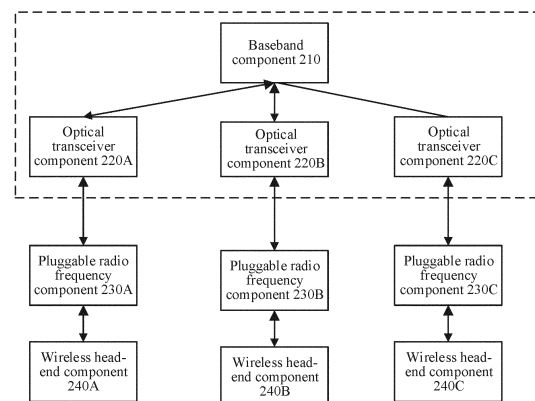 Baseband
component 210
Optical
transceiver
component 220A
Optical
transceiver
component 220B
Optical
transceiver
component 220C
Pluggable radio
frequency
component 230A
Pluggable radio
frequency
component 230B
Pluggable radio
frequency
component 230C
Wireless head-
end component
240A
Wireless head-
end component
240B
Wireless head-
end component
240C